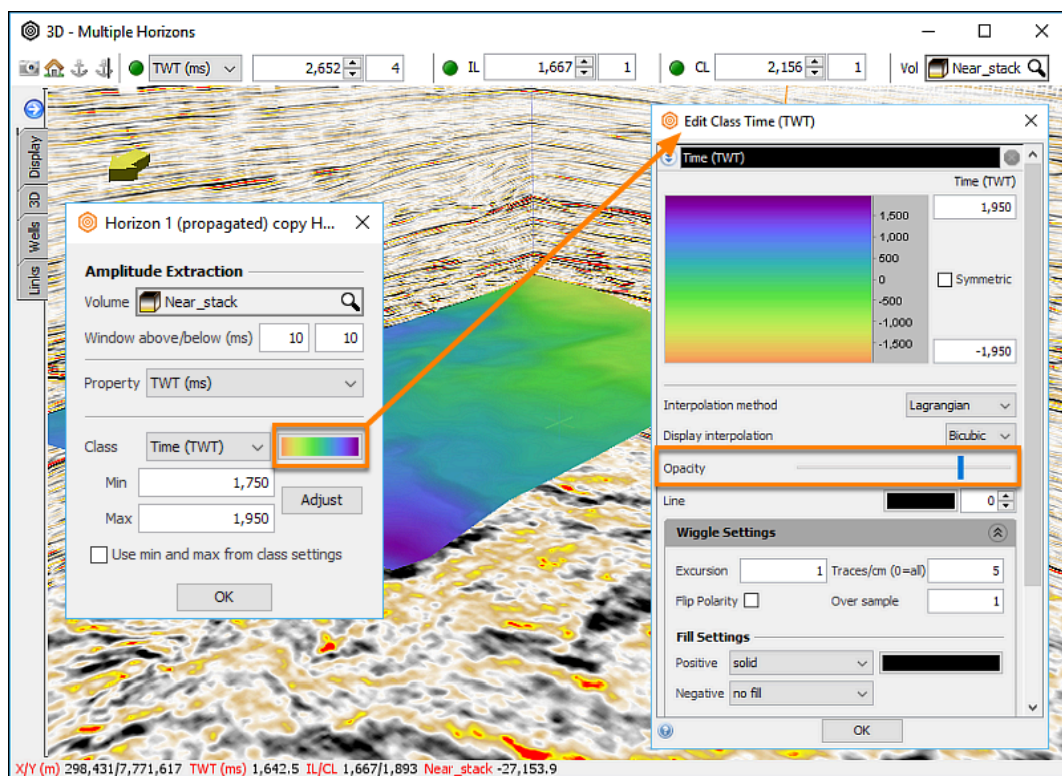 3D - Multiple Horizons
TWT (ms) 2,652 4 IL 1,667 1 CL 2,156 1 Vol Near_stack
Display
3D
Wells
Links
Horizon 1 (propagated) copy H...
Amplitude Extraction
Volume Near_stack
Window above/below (ms) 10 10
Property TWT (ms)
Class Time (TWT)
Min 1,750
Max 1,950
Adjust
Use min and max from class settings
OK
Edit Class Time (TWT)
Time (TWT)
Time (TWT)
1,950
1,500
1,000
500
0
-500
-1,000
-1,500
Symmetric
-1,950
Interpolation method Lagrangian
Display interpolation Bicubic
Opacity
Line 0
Wiggle Settings
Excursion 1 Traces/cm (0=all) 5
Flip Polarity Over sample 1
Fill Settings
Positive solid
Negative no fill
OK
X/Y (m) 298,431/7,771,617 TWT (ms) 1,642.5 IL/CL 1,667/1,893 Near_stack -27,153.9